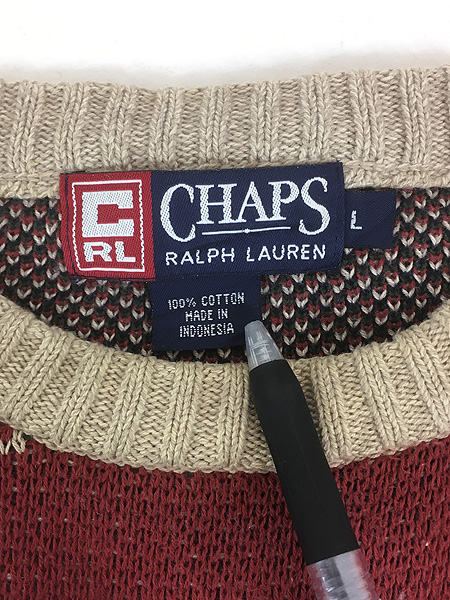 C
RL
CHAPS
RALPH LAUREN
L
100% COTTON
MADE IN
INDONESIA